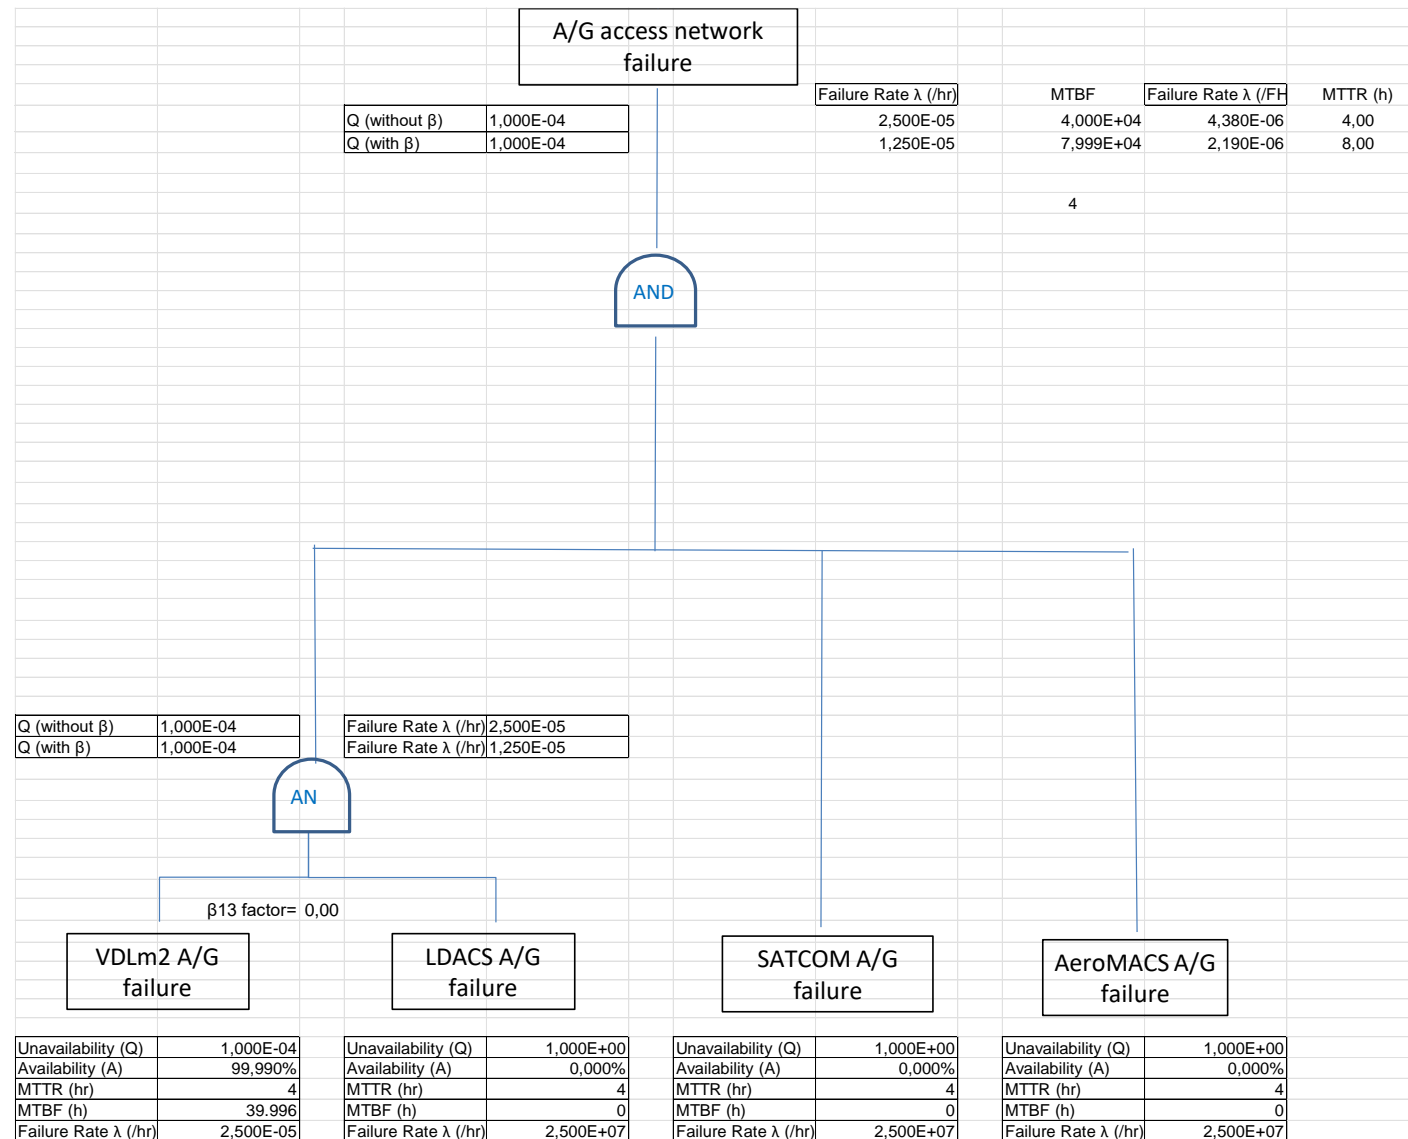 A/G access network
failure
Failure Rate λ (/hr) MTBF Failure Rate λ (/FH MTTR (h)
Q (without β) 1,000E-04 2,500E-05 4,000E+04 4,380E-06 4,00
Q (with β) 1,000E-04 1,250E-05 7,999E+04 2,190E-06 8,00
4
AND
Q (without β) 1,000E-04 Failure Rate λ (/hr) 2,500E-05
Q (with β) 1,000E-04 Failure Rate λ (/hr) 1,250E-05
AN
β13 factor= 0,00
VDLm2 A/G
failure
LDACS A/G
failure
SATCOM A/G
failure
AeroMACS A/G
failure
Unavailability (Q) 1,000E-04 Unavailability (Q) 1,000E+00 Unavailability (Q) 1,000E+00 Unavailability (Q) 1,000E+00
Availability (A) 99,990% Availability (A) 0,000% Availability (A) 0,000% Availability (A) 0,000%
MTTR (hr) 4 MTTR (hr) 4 MTTR (hr) 4 MTTR (hr) 4
MTBF (h) 39.996 MTBF (h) 0 MTBF (h) 0 MTBF (h) 0
Failure Rate λ (/hr) 2,500E-05 Failure Rate λ (/hr) 2,500E+07 Failure Rate λ (/hr) 2,500E+07 Failure Rate λ (/hr) 2,500E+07